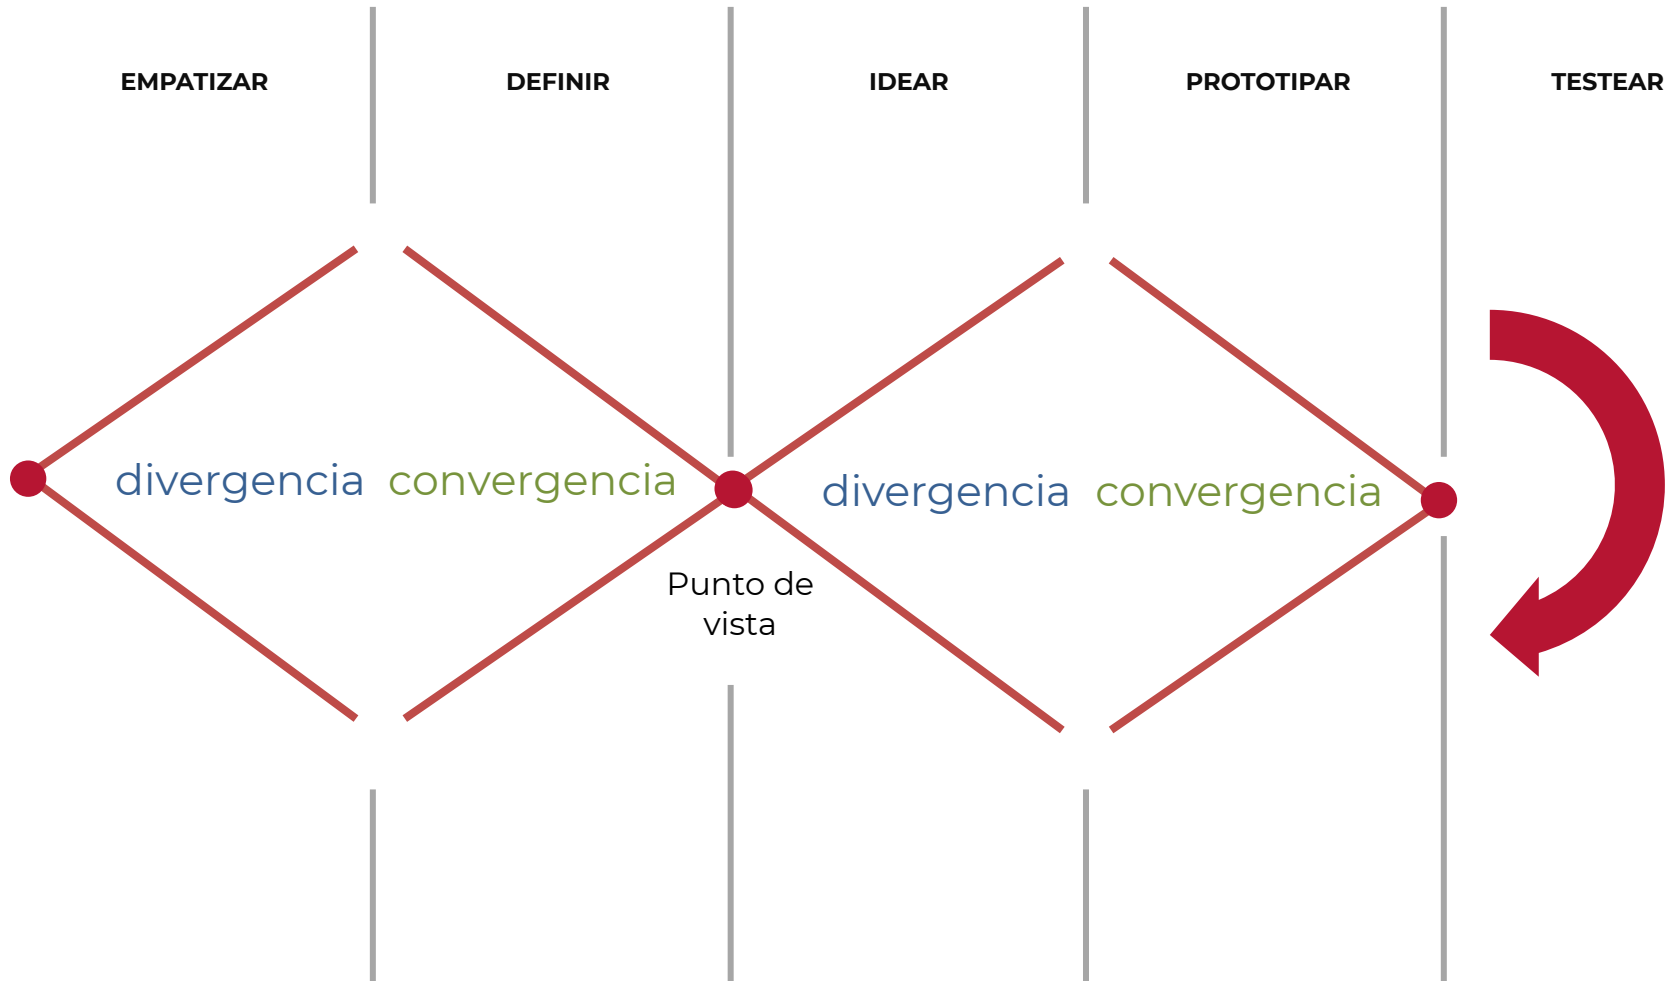 EMPATIZAR
DEFINIR
IDEAR
PROTOTIPAR
TESTEAR
divergencia
convergencia
divergencia
convergencia
Punto de
vista